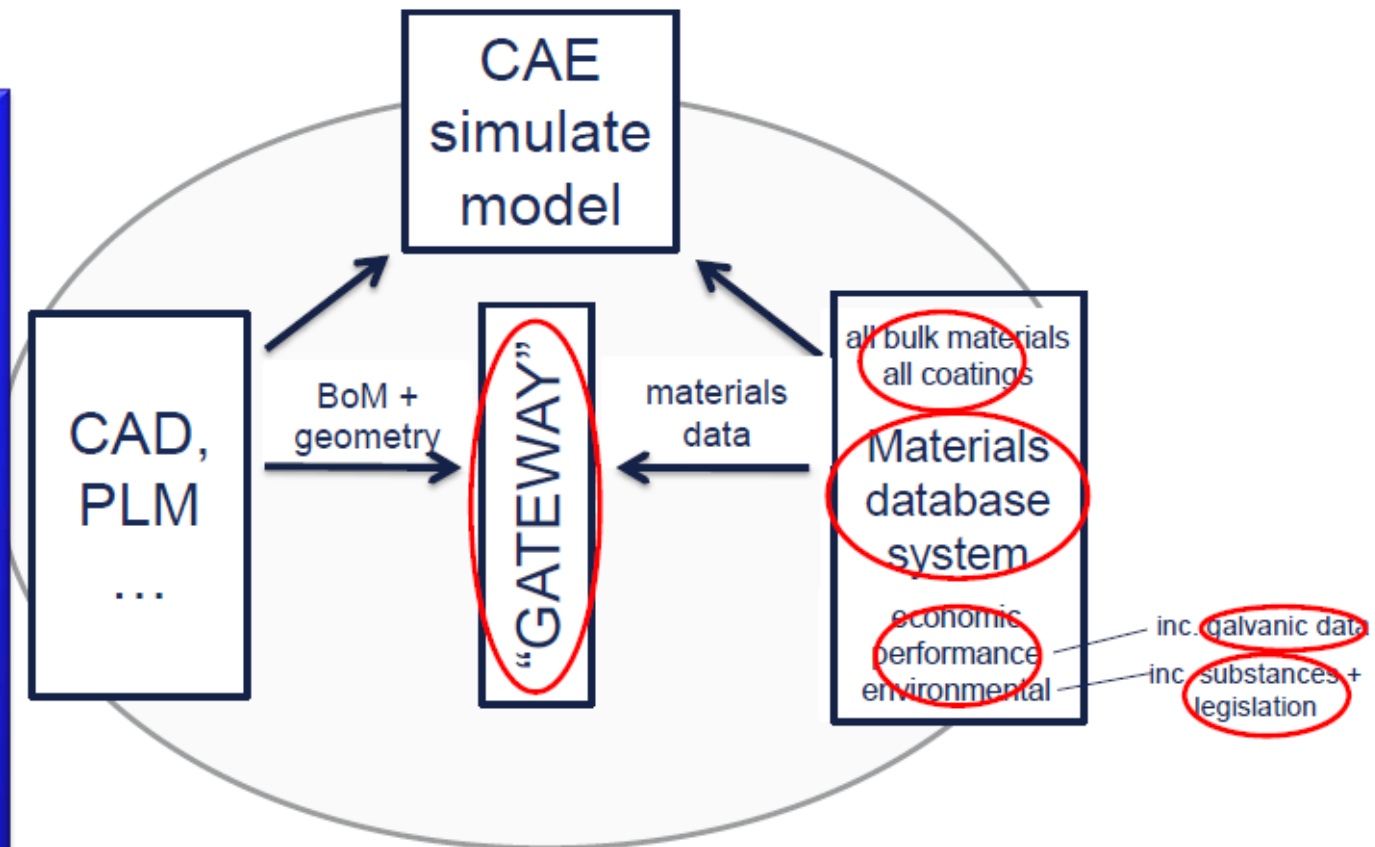 CAE
simulate
model
CAD,
PLM
…
BoM +
geometry
“GATEWAY”
materials
data
all bulk materials
all coatings
Materials
database
system
economic
performance
environmental
inc. galvanic data
inc. substances +
legislation